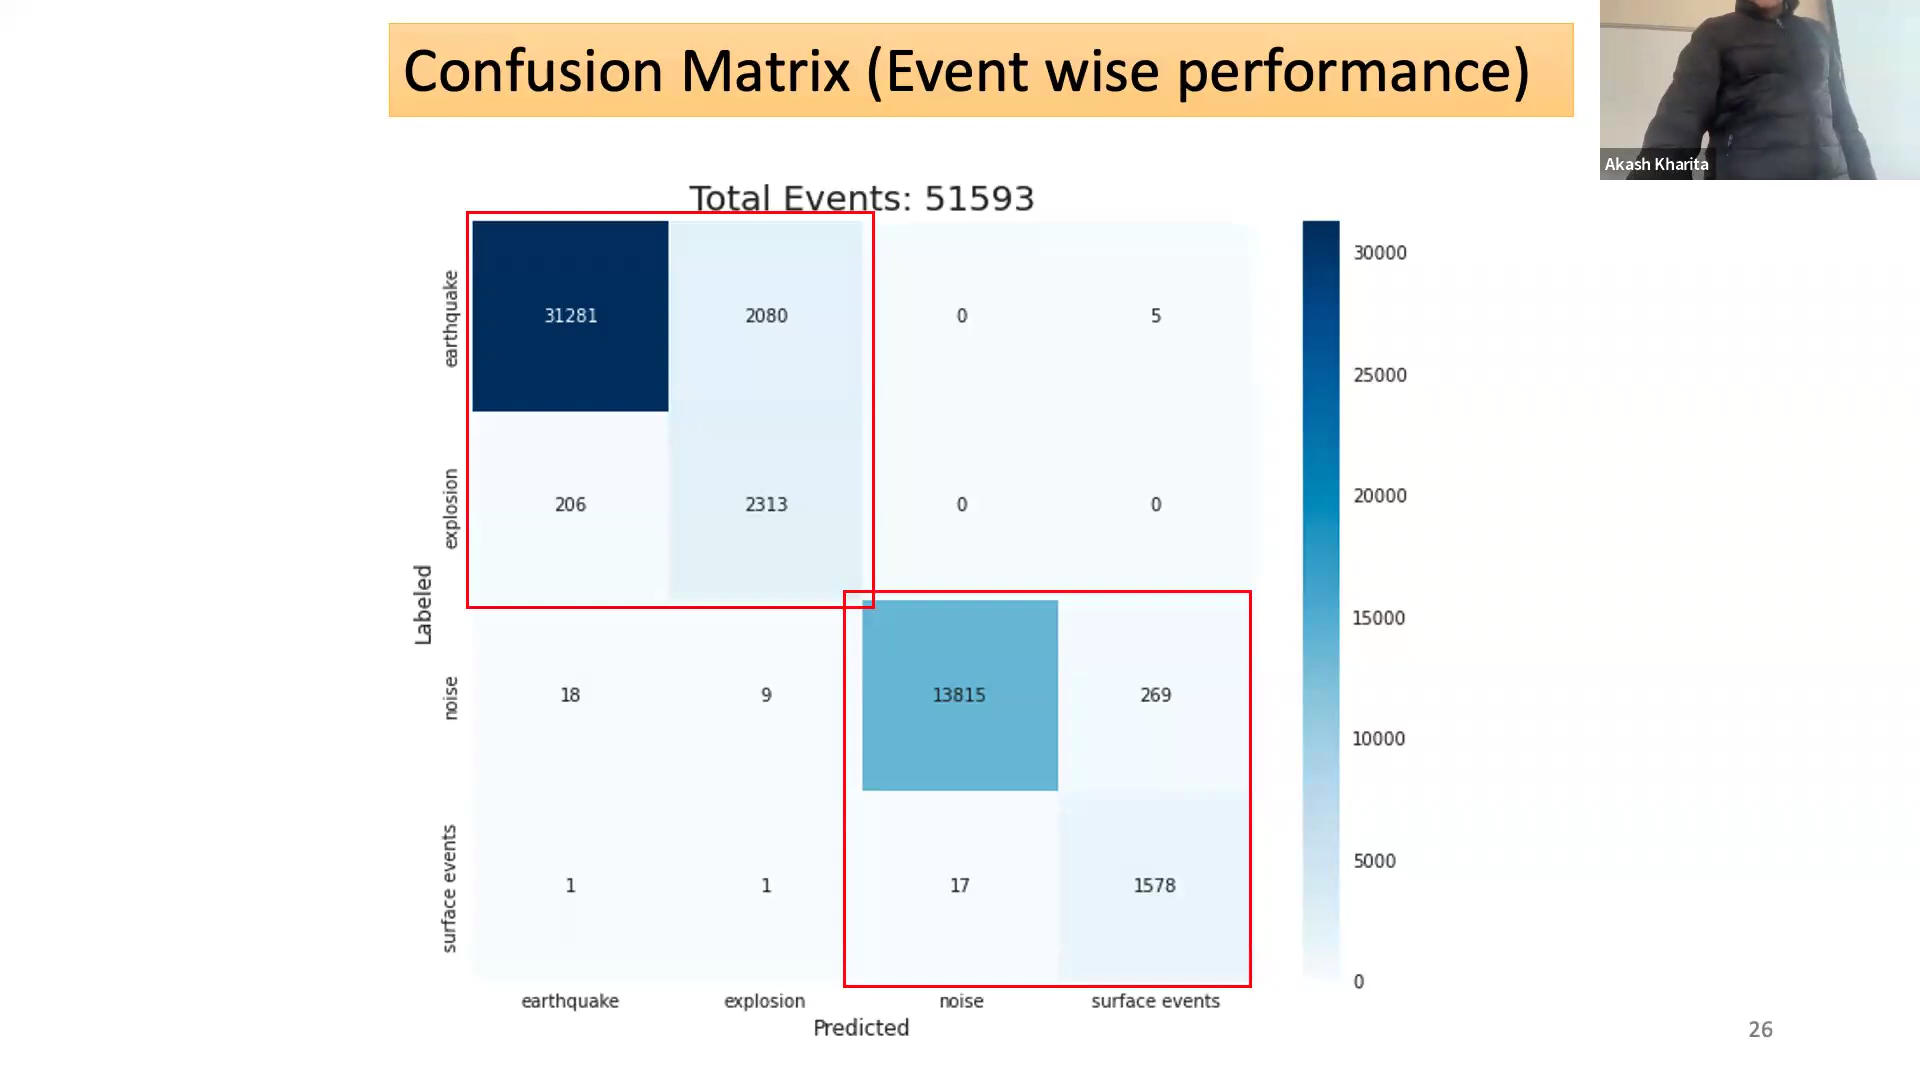 Confusion Matrix (Event wise performance)
Akash Kharita
Total Events: 51593
earthquake
31281 2080 0 5
explosion
206 2313 0 0
Labeled
noise
18 9 13815 269
surface events
1 1 17 1578
earthquake explosion noise surface events
Predicted
30000
25000
20000
15000
10000
5000
0
26